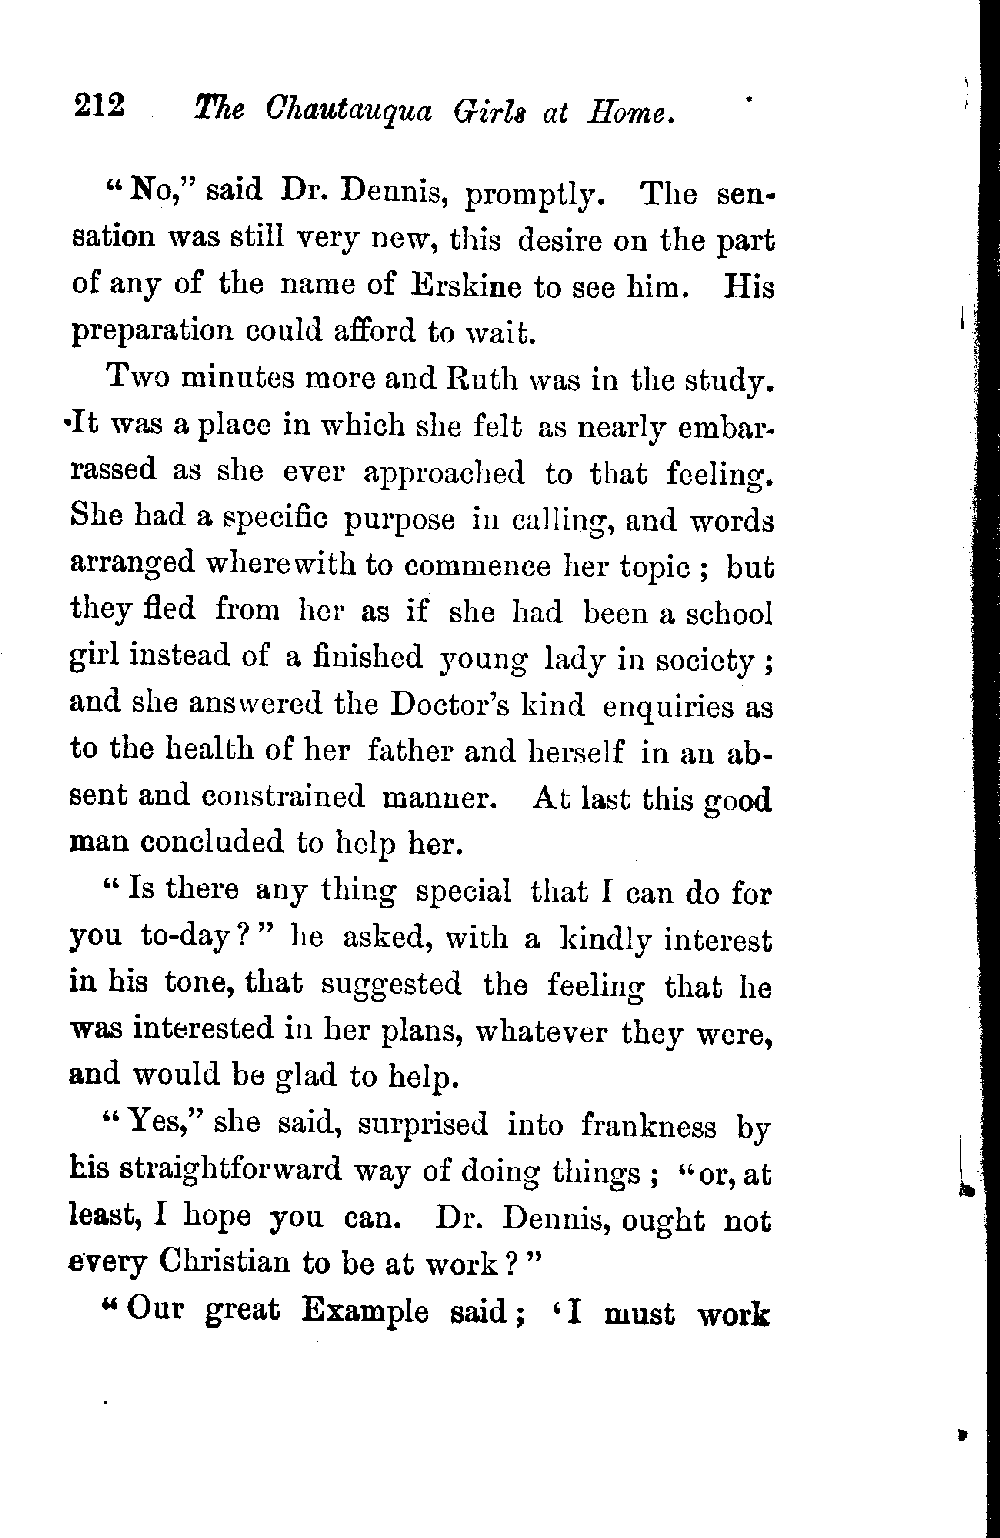 212 The Chautauqua Girls at Home.
“No,” said Dr. Dennis, promptly. The sen-
sation was still very new, this desire on the part
of any of the name of Erskine to see him. His
preparation could afford to wait.
Two minutes more and Ruth was in the study.
It was a place in which she felt as nearly embar-
rassed as she ever approached to that feeling.
She had a specific purpose in calling, and words
arranged wherewith to commence her topic ; but
they fled from her as if she had been a school
girl instead of a finished young lady in society ;
and she answered the Doctor’s kind enquiries as
to the health of her father and herself in an ab-
sent and constrained manner. At last this good
man concluded to help her.
“Is there any thing special that I can do for
you to-day?” he asked, with a kindly interest
in his tone, that suggested the feeling that he
was interested in her plans, whatever they were,
and would be glad to help.
“Yes,” she said, surprised into frankness by
his straightforward way of doing things ; “or, at
least, I hope you can. Dr. Dennis, ought not
every Christian to be at work?”
“Our great Example said ; ‘I must work